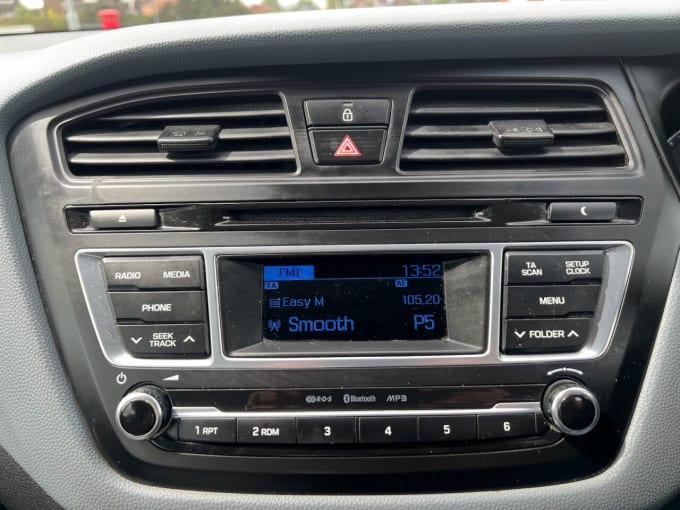 FM1 13:52
TA AF
Easy M 105.20
Smooth P5
RADIO MEDIA
PHONE
SEEK
TRACK
TA
SCAN
SETUP
CLOCK
MENU
FOLDER
R·D·S Bluetooth MP3
1 RPT 2 RDM 3 4 5 6